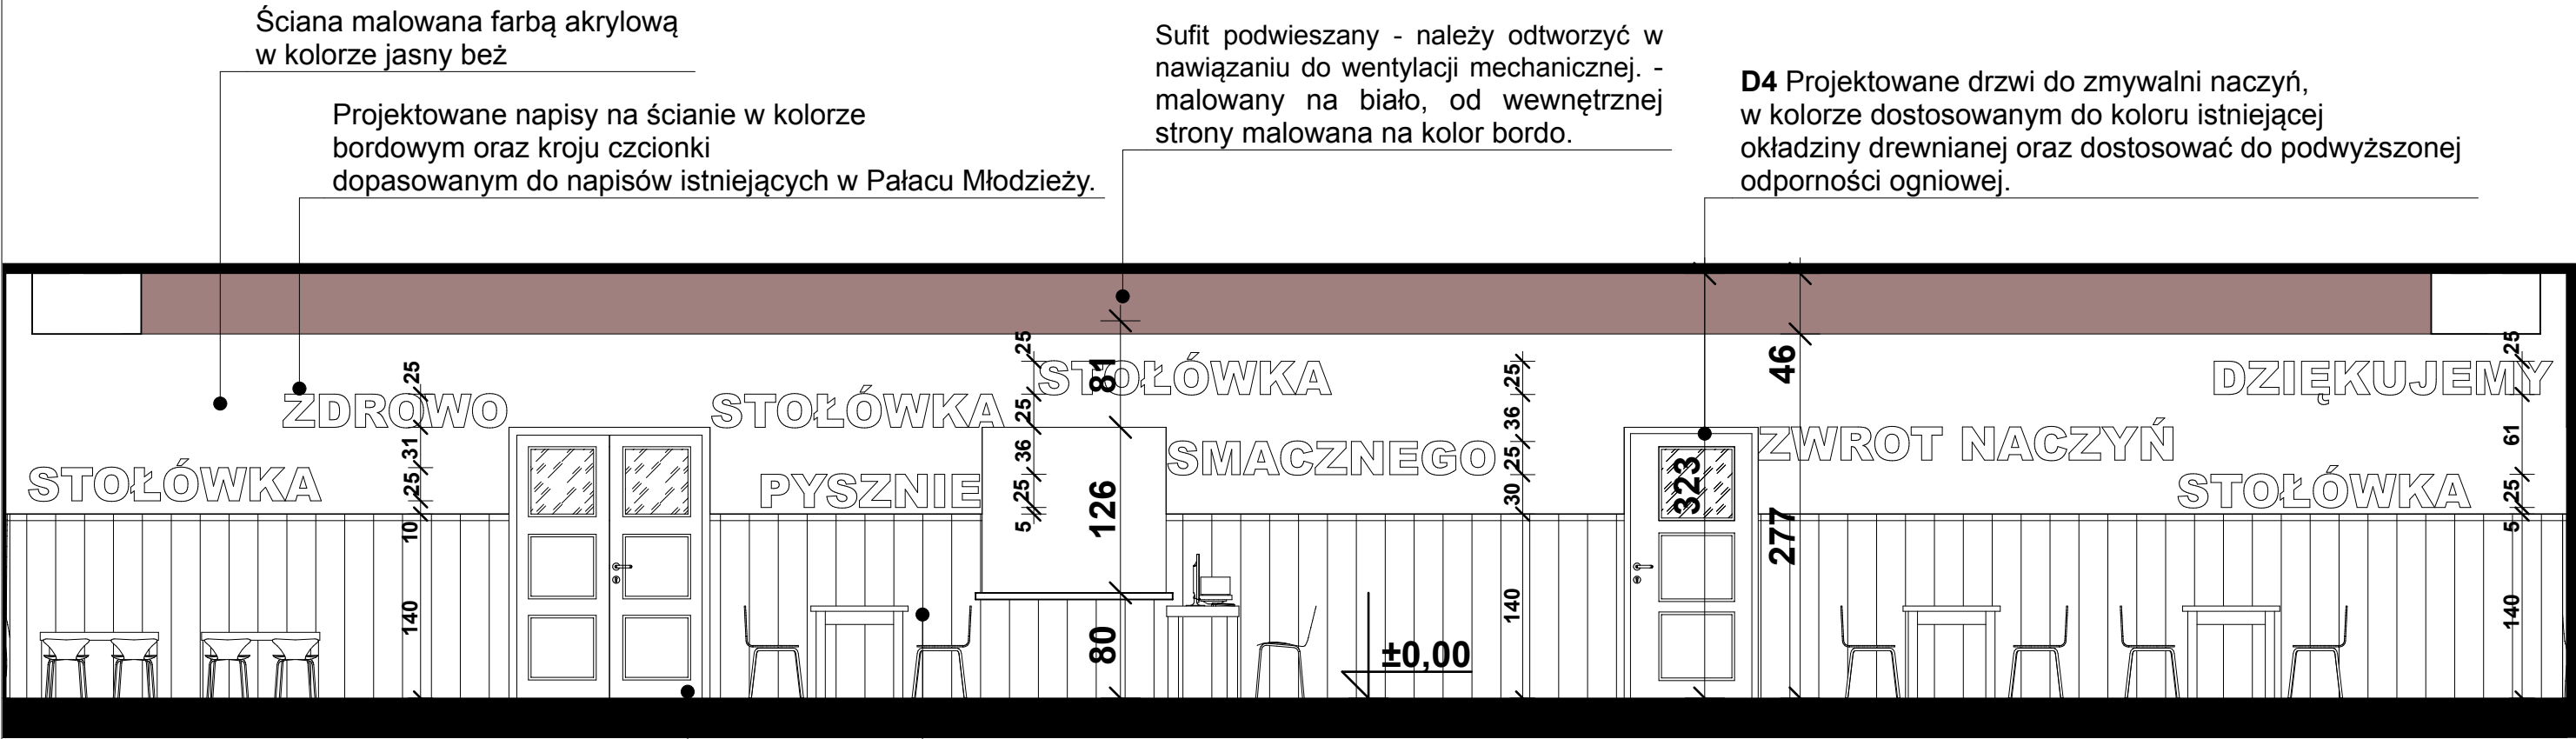 Ściana malowana farbą akrylową
w kolorze jasny beż
Projektowane napisy na ścianie w kolorze
bordowym oraz kroju czcionki
dopasowanym do napisów istniejących w Pałacu Młodzieży.
Sufit podwieszany - należy odtworzyć w
nawiązaniu do wentylacji mechanicznej. -
malowany na biało, od wewnętrznej
strony malowana na kolor bordo.
D4 Projektowane drzwi do zmywalni naczyń,
w kolorze dostosowanym do koloru istniejącej
okładziny drewnianej oraz dostosować do podwyższonej
odporności ogniowej.
STOŁÓWKA
ZDROWO
25
31
25
10
140
STOŁÓWKA
PYSZNIE
25
25
36
25
5
STOŁÓWKA
81
126
80
SMACZNEGO
25
36
25
30
140
±0,00
323
46
277
ZWROT NACZYŃ
DZIĘKUJEMY
STOŁÓWKA
25
61
25
5
140